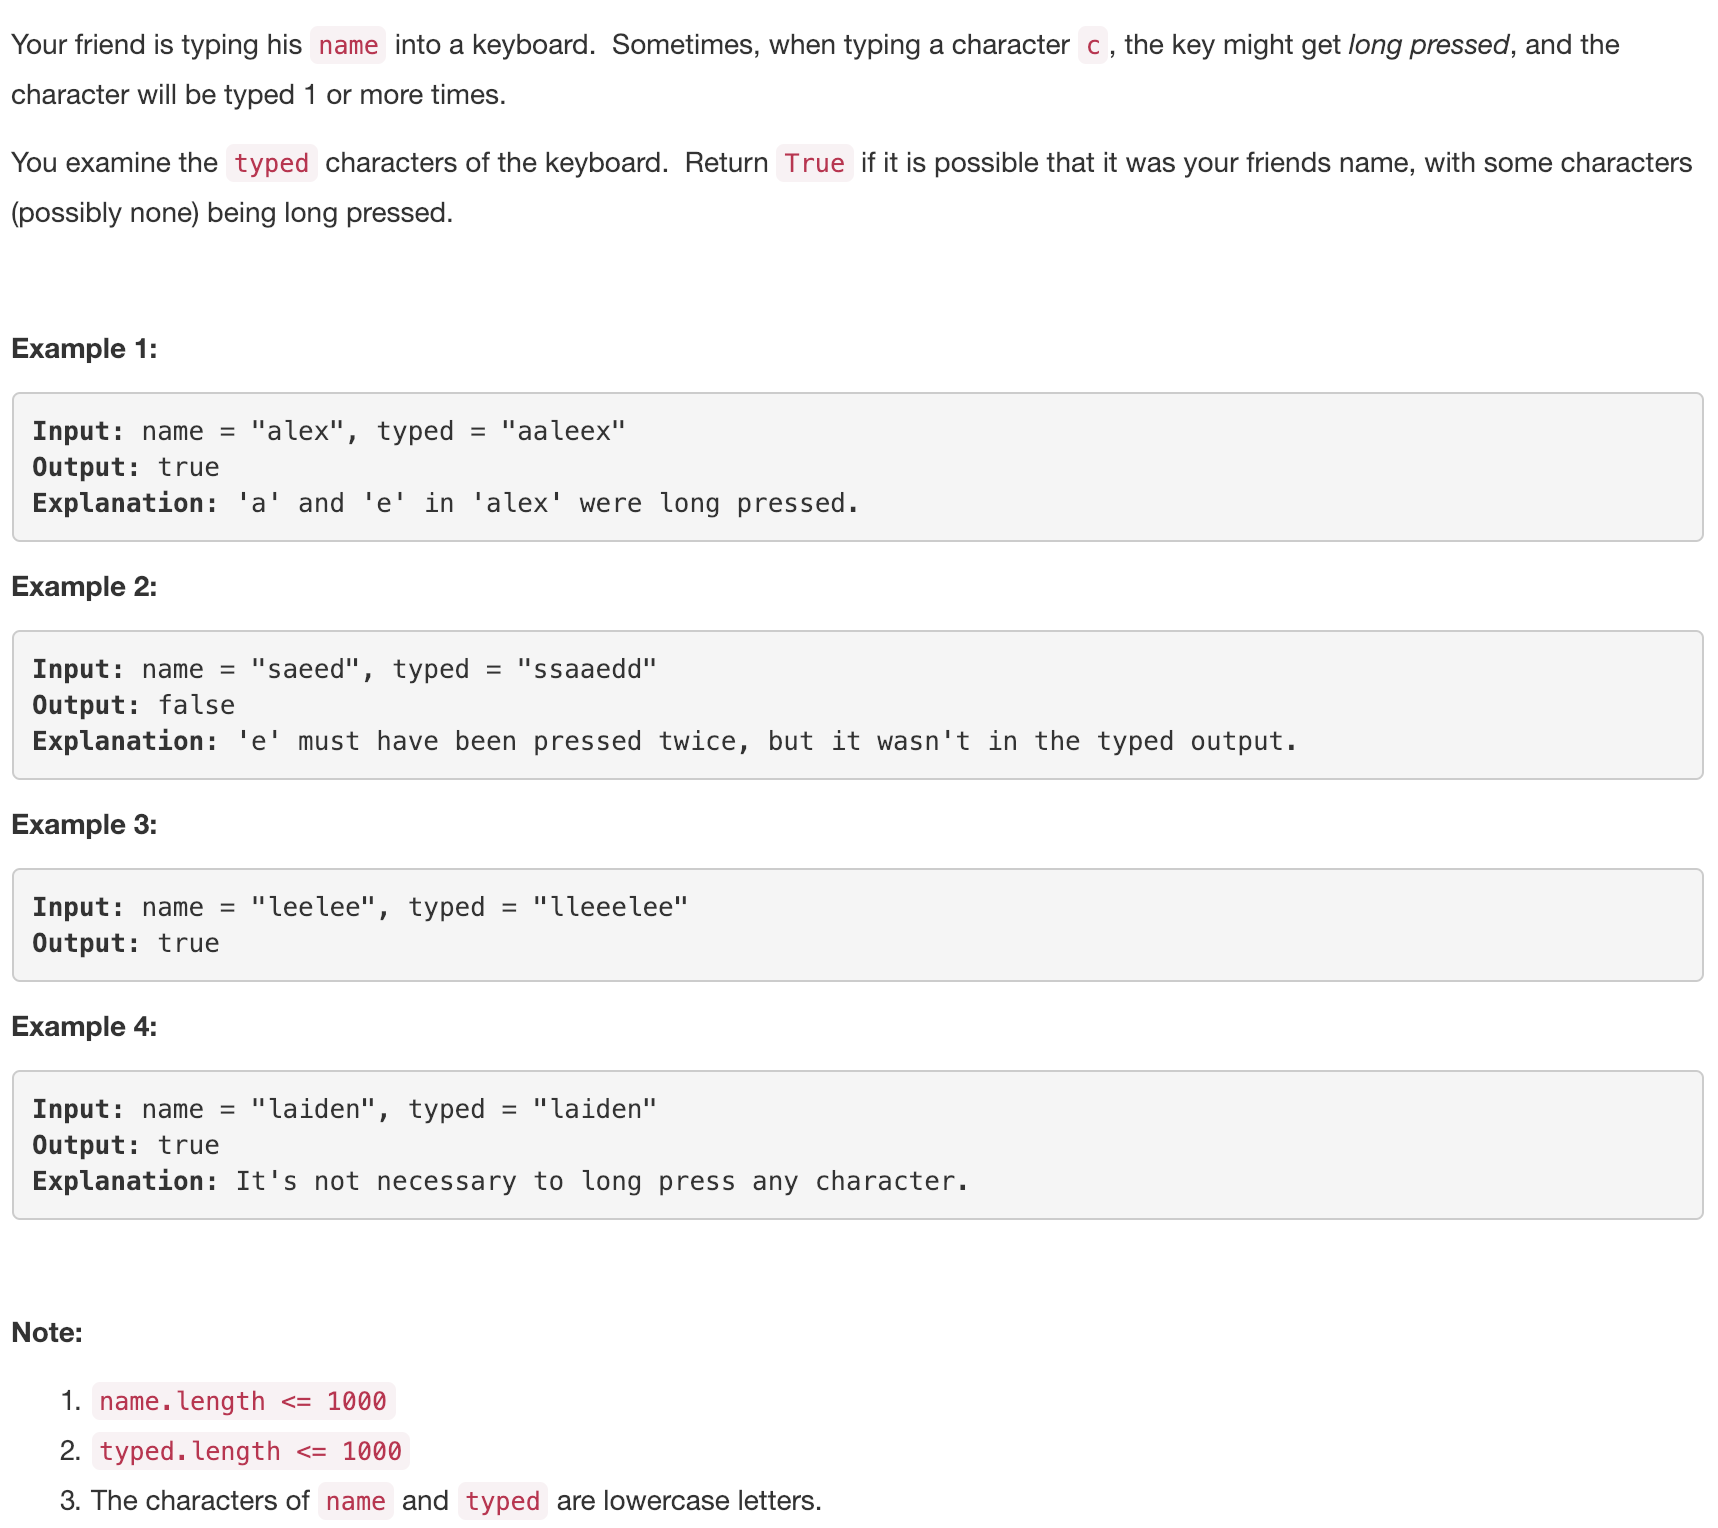 Your friend is typing his name into a keyboard.  Sometimes, when typing a character c, the key might get long pressed, and the
character will be typed 1 or more times.
You examine the typed characters of the keyboard.  Return True if it is possible that it was your friends name, with some characters
(possibly none) being long pressed.
Example 1:
Input: name = "alex", typed = "aaleex"
Output: true
Explanation: 'a' and 'e' in 'alex' were long pressed.
Example 2:
Input: name = "saeed", typed = "ssaaedd"
Output: false
Explanation: 'e' must have been pressed twice, but it wasn't in the typed output.
Example 3:
Input: name = "leelee", typed = "lleeelee"
Output: true
Example 4:
Input: name = "laiden", typed = "laiden"
Output: true
Explanation: It's not necessary to long press any character.
Note:
1. name.length <= 1000
2. typed.length <= 1000
3. The characters of name and typed are lowercase letters.